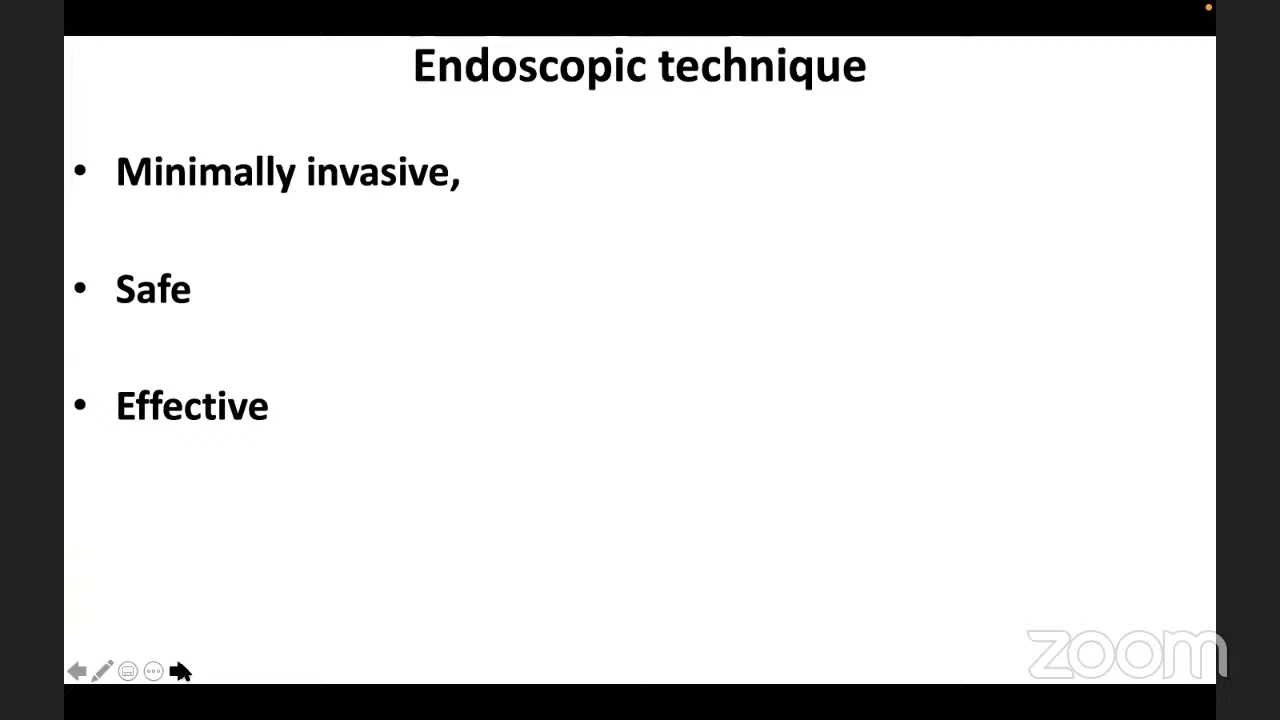 Endoscopic technique
• Minimally invasive,
• Safe
• Effective
zoom